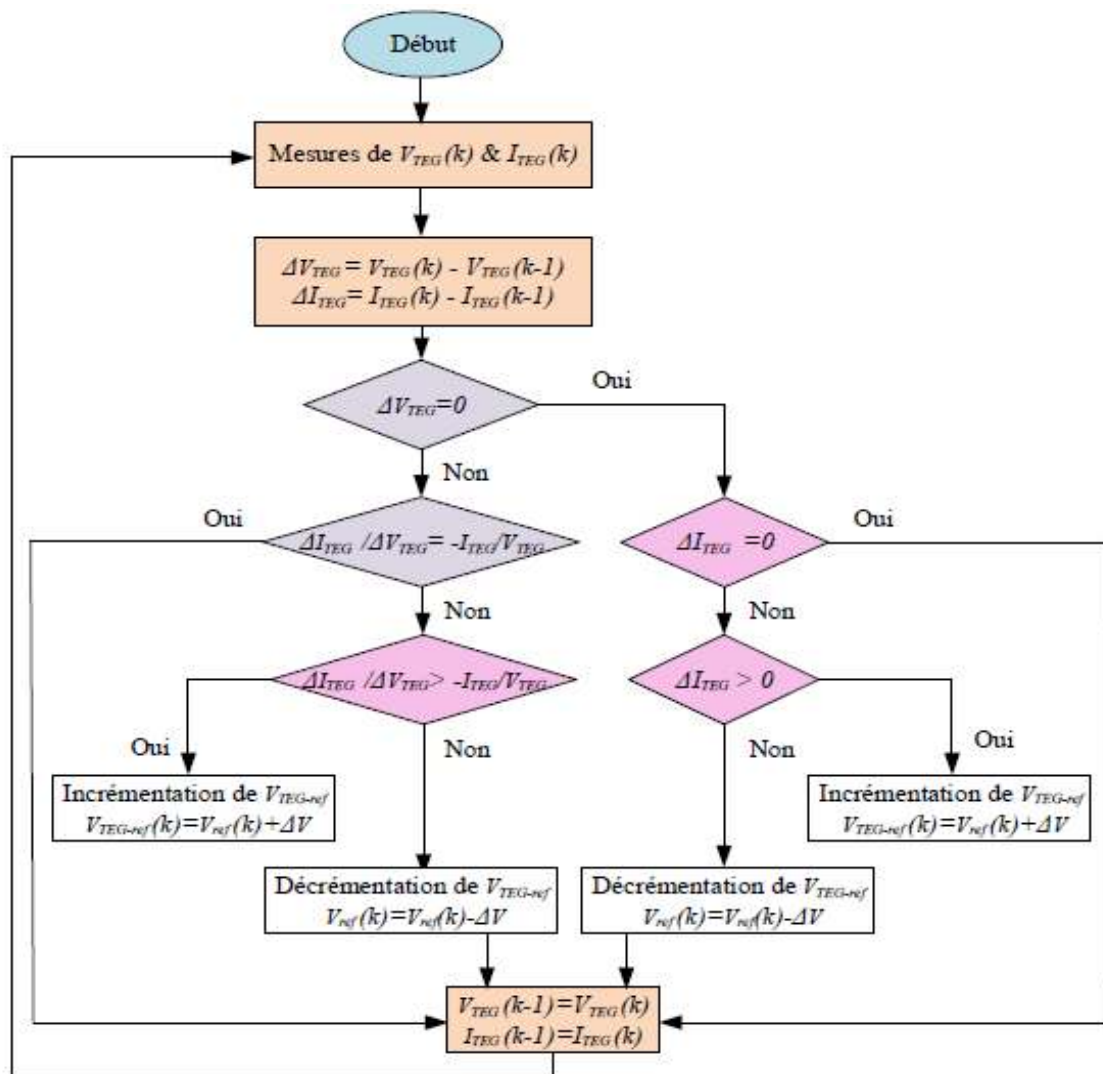 Début
Mesures de V_TEG(k) & I_TEG(k)
ΔV_TEG = V_TEG(k) - V_TEG(k-1)
ΔI_TEG= I_TEG(k) - I_TEG(k-1)
Oui
ΔV_TEG=0
Non
Oui
Oui
ΔI_TEG /ΔV_TEG= -I_TEG/V_TEG
ΔI_TEG =0
Non
Non
ΔI_TEG /ΔV_TEG> -I_TEG/V_TEG
ΔI_TEG > 0
Oui
Non
Non
Oui
Incrémentation de V_TEG-ref
V_TEG-ref(k)=V_ref(k)+ΔV
Incrémentation de V_TEG-ref
V_TEG-ref(k)=V_ref(k)+ΔV
Décrémentation de V_TEG-ref
V_ref(k)=V_ref(k)-ΔV
Décrémentation de V_TEG-ref
V_ref(k)=V_ref(k)-ΔV
V_TEG(k-1)=V_TEG(k)
I_TEG(k-1)=I_TEG(k)